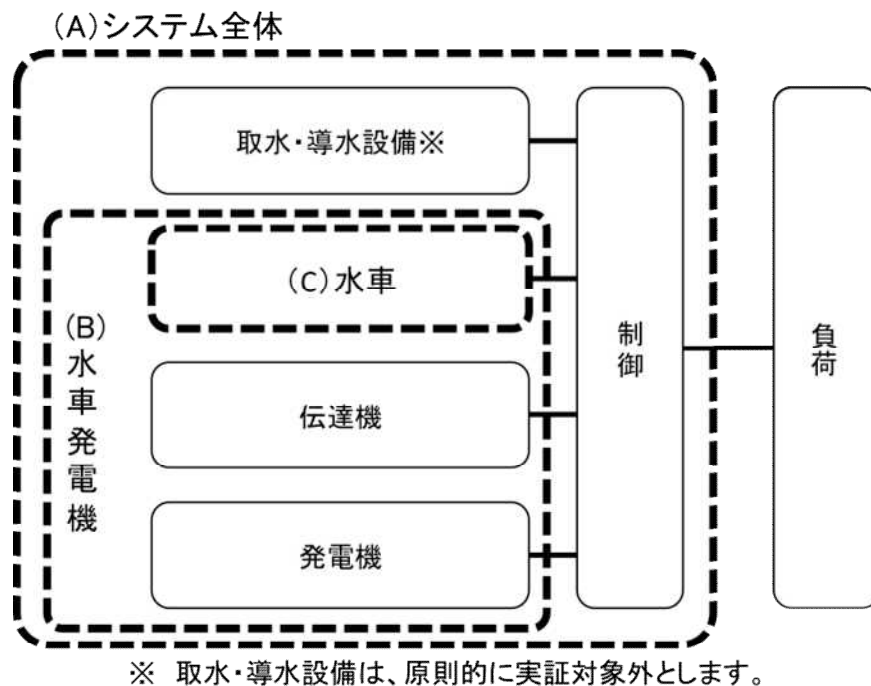 (A)システム全体
取水・導水設備※
(C)水車
(B)水車発電機
伝達機
発電機
制御
負荷
※ 取水・導水設備は、原則的に実証対象外とします。